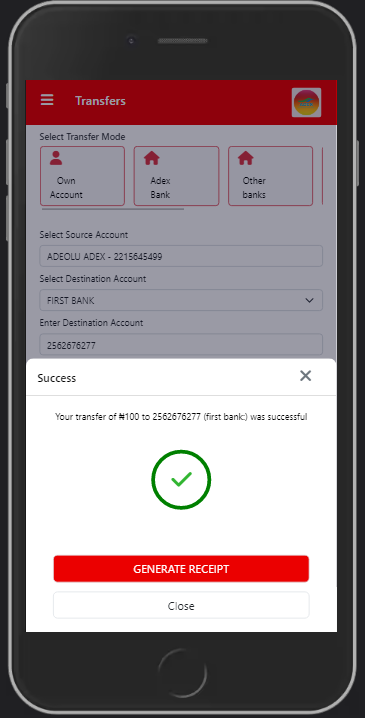 Transfers
Select Transfer Mode
Own
Account
Adex
Bank
Other
banks
Select Source Account
ADEOLU ADEX - 2215645499
Select Destination Account
FIRST BANK
Enter Destination Account
2562676277
Success
Your transfer of ₦100 to 2562676277 (first bank:) was successful
GENERATE RECEIPT
Close